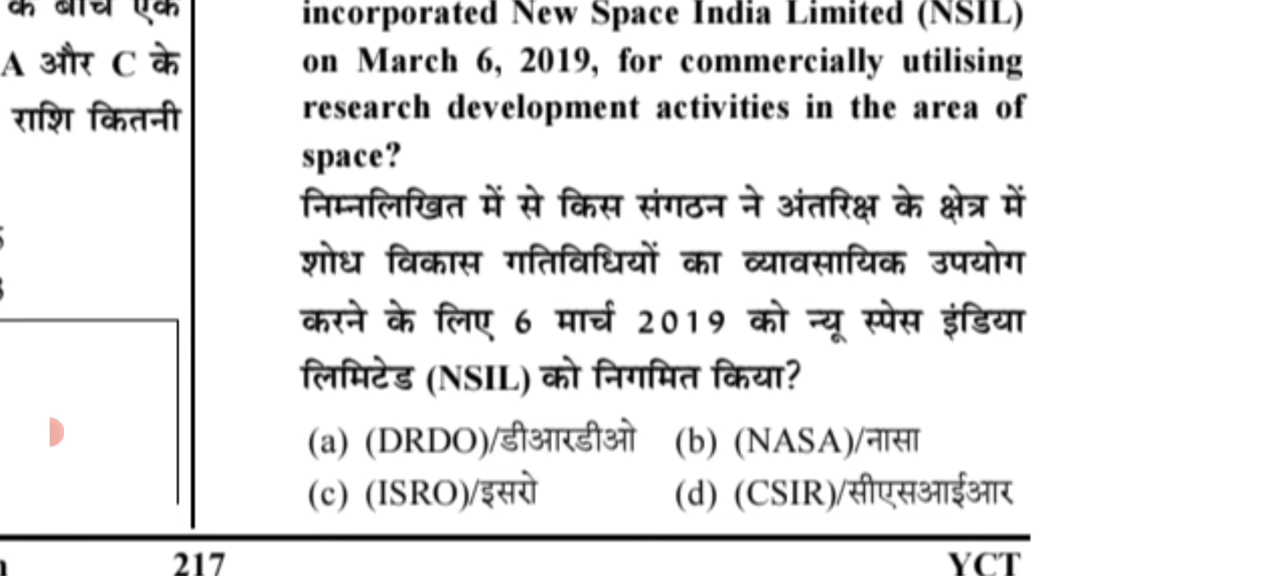 A और C के
राशि कितनी
incorporated New Space India Limited (NSIL)
on March 6, 2019, for commercially utilising
research development activities in the area of
space?
निम्नलिखित में से किस संगठन ने अंतरिक्ष के क्षेत्र में
शोध विकास गतिविधियों का व्यावसायिक उपयोग
करने के लिए 6 मार्च 2019 को न्यू स्पेस इंडिया
लिमिटेड (NSIL) को निगमित किया?
(a) (DRDO)/डीआरडीओ (b) (NASA)/नासा
(c) (ISRO)/इसरो (d) (CSIR)/सीएसआईआर
217 YCT